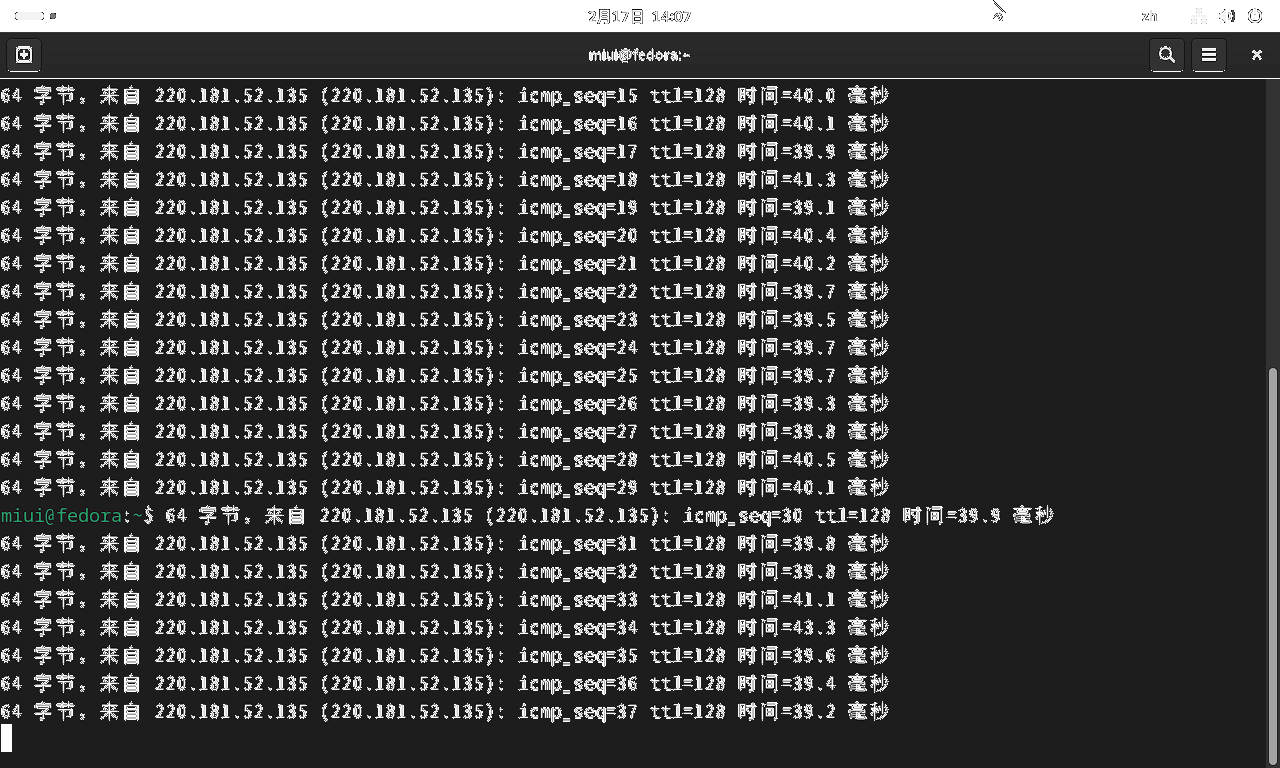 2月17日 14:07
zh
miui@fedora:~
64 字节，来自 220.181.52.135 (220.181.52.135): icmp_seq=15 ttl=128 时间=40.0 毫秒
64 字节，来自 220.181.52.135 (220.181.52.135): icmp_seq=16 ttl=128 时间=40.1 毫秒
64 字节，来自 220.181.52.135 (220.181.52.135): icmp_seq=17 ttl=128 时间=39.9 毫秒
64 字节，来自 220.181.52.135 (220.181.52.135): icmp_seq=18 ttl=128 时间=41.3 毫秒
64 字节，来自 220.181.52.135 (220.181.52.135): icmp_seq=19 ttl=128 时间=39.1 毫秒
64 字节，来自 220.181.52.135 (220.181.52.135): icmp_seq=20 ttl=128 时间=40.4 毫秒
64 字节，来自 220.181.52.135 (220.181.52.135): icmp_seq=21 ttl=128 时间=40.2 毫秒
64 字节，来自 220.181.52.135 (220.181.52.135): icmp_seq=22 ttl=128 时间=39.7 毫秒
64 字节，来自 220.181.52.135 (220.181.52.135): icmp_seq=23 ttl=128 时间=39.5 毫秒
64 字节，来自 220.181.52.135 (220.181.52.135): icmp_seq=24 ttl=128 时间=39.7 毫秒
64 字节，来自 220.181.52.135 (220.181.52.135): icmp_seq=25 ttl=128 时间=39.7 毫秒
64 字节，来自 220.181.52.135 (220.181.52.135): icmp_seq=26 ttl=128 时间=39.3 毫秒
64 字节，来自 220.181.52.135 (220.181.52.135): icmp_seq=27 ttl=128 时间=39.8 毫秒
64 字节，来自 220.181.52.135 (220.181.52.135): icmp_seq=28 ttl=128 时间=40.5 毫秒
64 字节，来自 220.181.52.135 (220.181.52.135): icmp_seq=29 ttl=128 时间=40.1 毫秒
miui@fedora:~$ 64 字节，来自 220.181.52.135 (220.181.52.135): icmp_seq=30 ttl=128 时间=39.9 毫秒
64 字节，来自 220.181.52.135 (220.181.52.135): icmp_seq=31 ttl=128 时间=39.8 毫秒
64 字节，来自 220.181.52.135 (220.181.52.135): icmp_seq=32 ttl=128 时间=39.8 毫秒
64 字节，来自 220.181.52.135 (220.181.52.135): icmp_seq=33 ttl=128 时间=41.1 毫秒
64 字节，来自 220.181.52.135 (220.181.52.135): icmp_seq=34 ttl=128 时间=43.3 毫秒
64 字节，来自 220.181.52.135 (220.181.52.135): icmp_seq=35 ttl=128 时间=39.6 毫秒
64 字节，来自 220.181.52.135 (220.181.52.135): icmp_seq=36 ttl=128 时间=39.4 毫秒
64 字节，来自 220.181.52.135 (220.181.52.135): icmp_seq=37 ttl=128 时间=39.2 毫秒